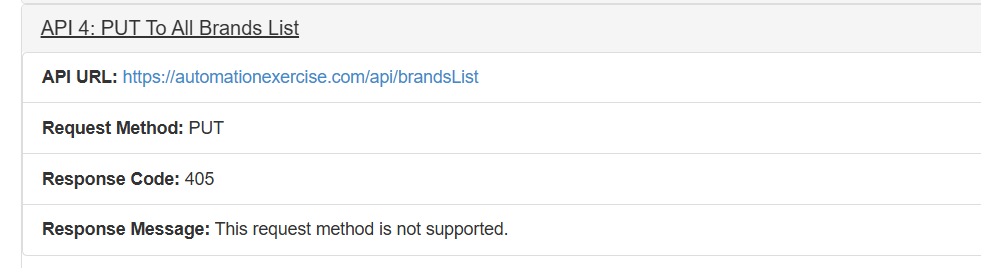 API 4: PUT To All Brands List
API URL: https://automationexercise.com/api/brandsList
Request Method: PUT
Response Code: 405
Response Message: This request method is not supported.